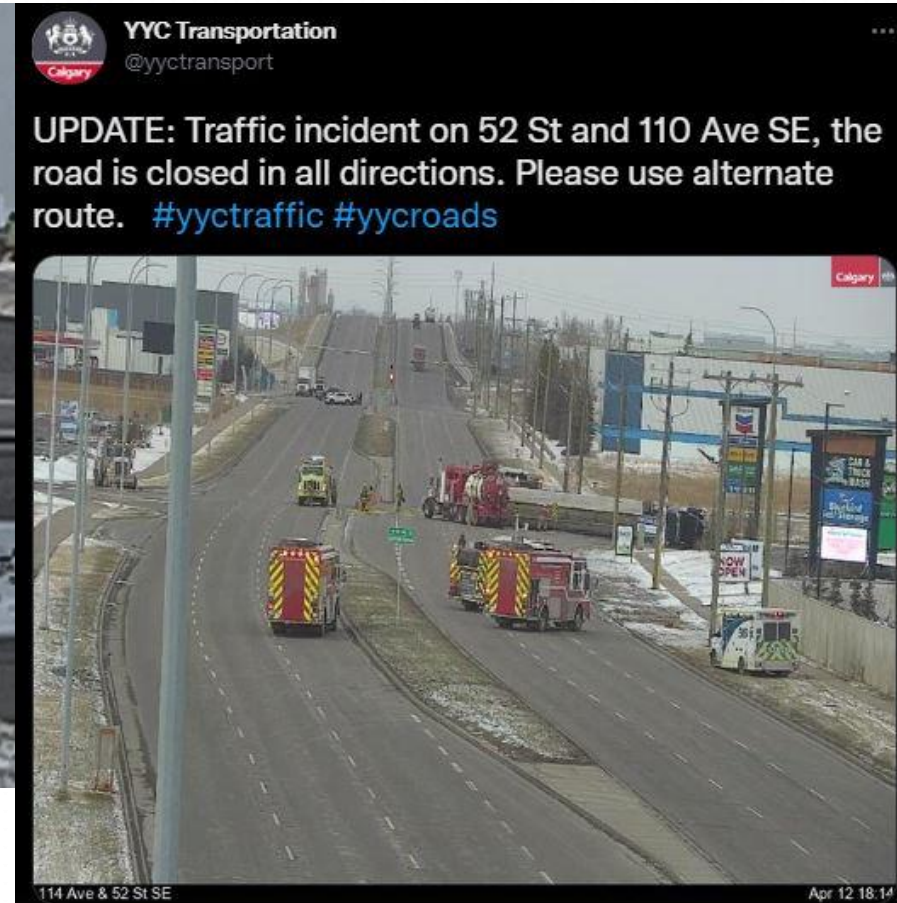 YYC Transportation
@yyctransport
Calgary
UPDATE: Traffic incident on 52 St and 110 Ave SE, the
road is closed in all directions. Please use alternate
route. #yyctraffic #yycroads
Calgary
CAR &
TRUCK
WASH
NOW
OPEN
114 Ave & 52 St SE
Apr 12 18:14